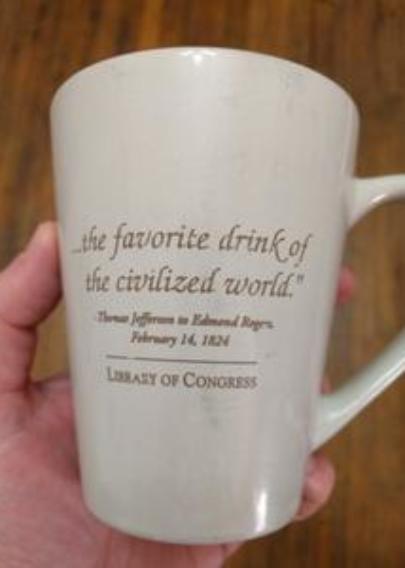 ...the favorite drink of
the civilized world."
-Thomas Jefferson to Edmund Rogers,
February 14, 1824
LIBRARY OF CONGRESS